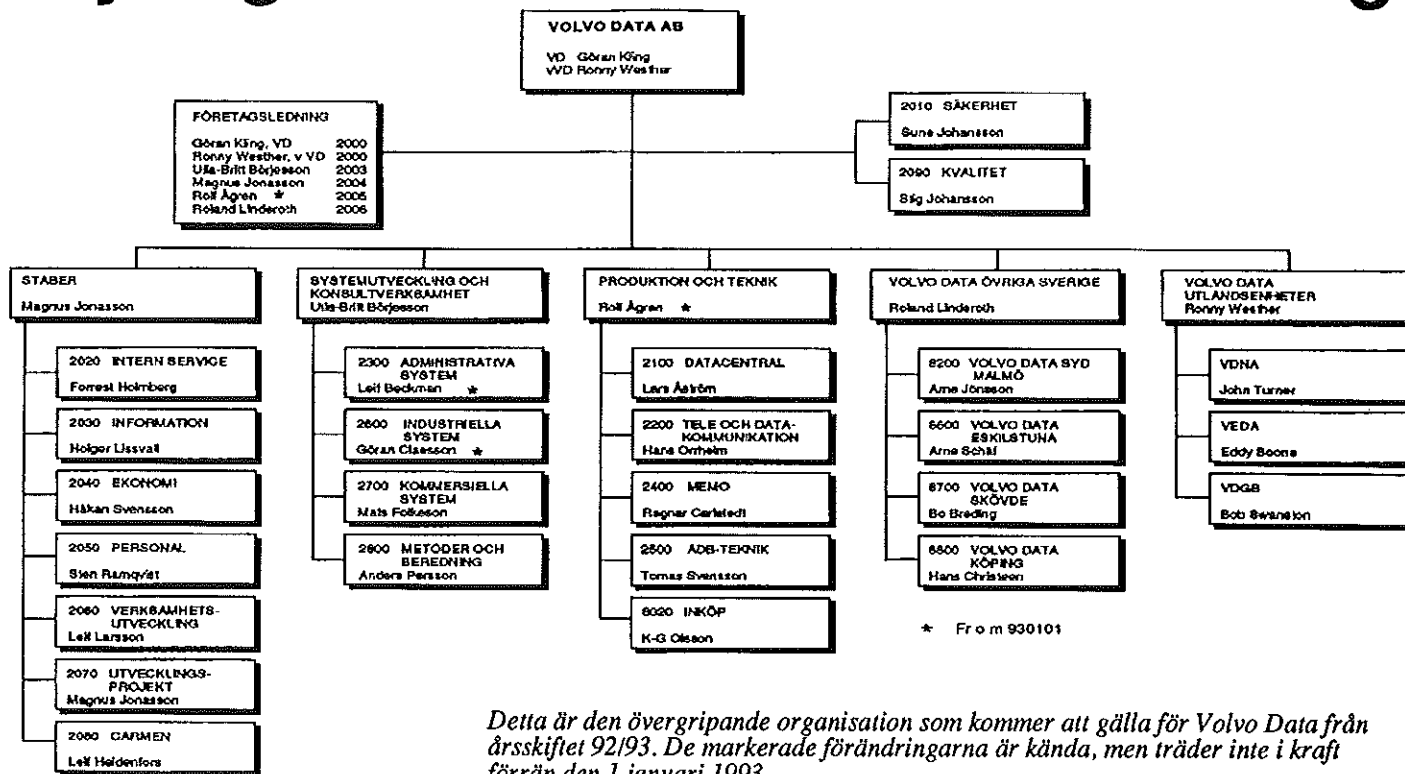 VOLVO DATA AB
VD Göran Kling
VVD Ronny Westher
FÖRETAGSLEDNING
Göran Kling, VD 2000
Ronny Westher, v VD 2000
Ulla-Britt Börjesson 2003
Magnus Jonasson 2004
Rolf Ågren * 2005
Roland Linderoth 2006
2010 SÄKERHET
Sune Johansson
2090 KVALITET
Stig Johansson
STABER
Magnus Jonasson
2020 INTERN SERVICE
Forrest Holmberg
2030 INFORMATION
Holger Lissvall
2040 EKONOMI
Håkan Svensson
2050 PERSONAL
Sten Ramqvist
2060 VERKSAMHETS-
UTVECKLING
Leif Larsson
2070 UTVECKLINGS-
PROJEKT
Magnus Jonasson
2080 CARMEN
Leif Heldenfors
SYSTEMUTVECKLING OCH
KONSULTVERKSAMHET
Ulla-Britt Börjesson
2300 ADMINISTRATIVA
SYSTEM
Leif Beckman *
2600 INDUSTRIELLA
SYSTEM
Göran Claesson *
2700 KOMMERSIELLA
SYSTEM
Mats Folkeson
2800 METODER OCH
BEREDNING
Anders Persson
PRODUKTION OCH TEKNIK
Rolf Ågren *
2100 DATACENTRAL
Lars Åström
2200 TELE OCH DATA-
KOMMUNIKATION
Hans Orrheim
2400 MEMO
Ragnar Carlstedt
2500 ADB-TEKNIK
Tomas Svensson
8020 INKÖP
K-G Olsson
VOLVO DATA ÖVRIGA SVERIGE
Roland Linderoth
8200 VOLVO DATA SYD
MALMÖ
Arne Jönsson
6600 VOLVO DATA
ESKILSTUNA
Arne Schäf
6700 VOLVO DATA
SKÖVDE
Bo Breding
6800 VOLVO DATA
KÖPING
Hans Christeen
* Fr o m 930101
VOLVO DATA
UTLANDSENHETER
Ronny Westher
VDNA
John Turner
VEDA
Eddy Boone
VDGB
Bob Swanston
Detta är den övergripande organisation som kommer att gälla för Volvo Data från
årsskiftet 92/93. De markerade förändringarna är kända, men träder inte i kraft
förrän den 1 januari 1993.